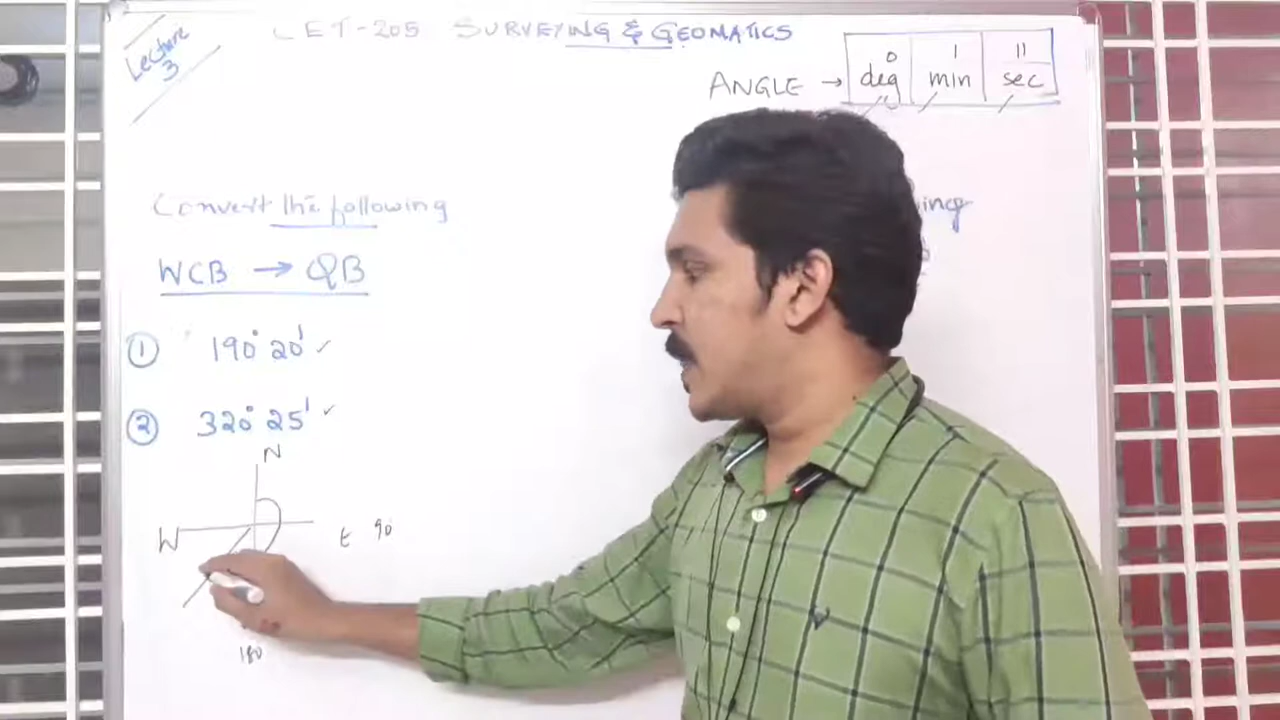 Lecture
3
CET-205 SURVEYING & GEOMATICS
ANGLE → deg° min' sec"
Convert the following
WCB → QB
① 190° 20' ✓
② 320° 25' ✓
N
W
E 90°
180